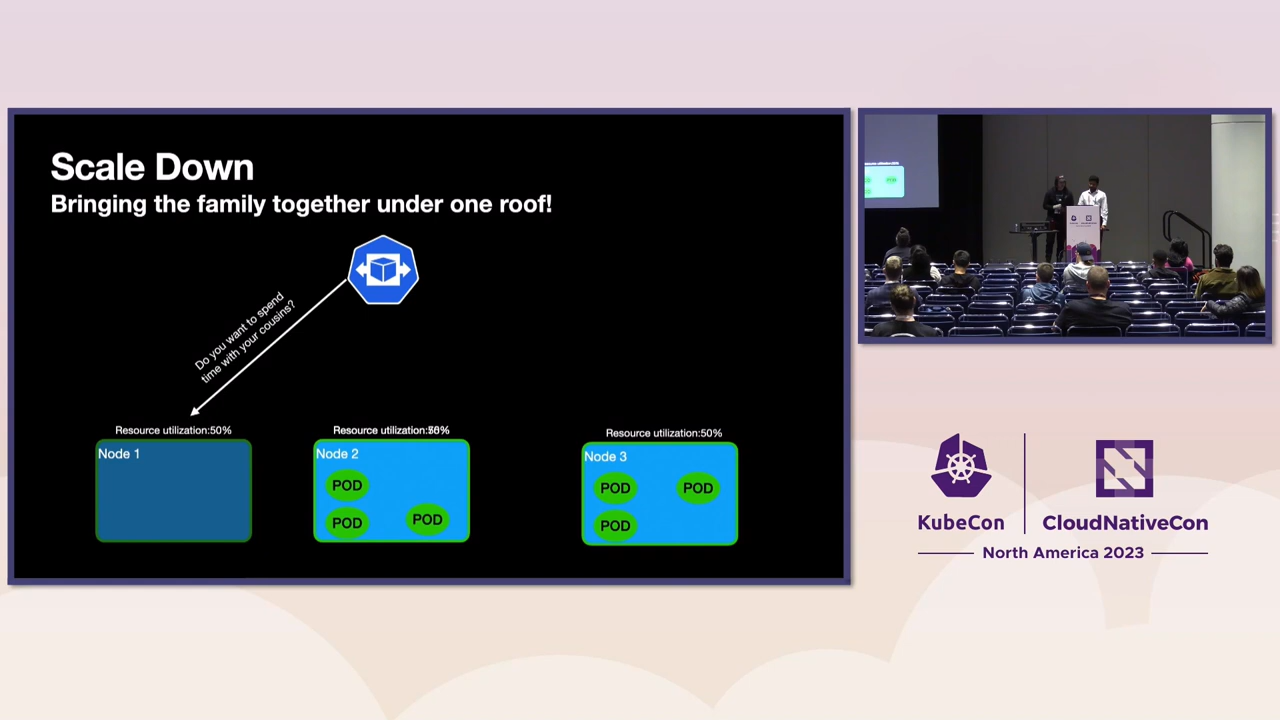 Scale Down
Bringing the family together under one roof!
Do you want to spend
time with your cousins?
Resource utilization:50%
Node 1
Resource utilization:
Node 2
POD
POD
POD
Resource utilization:50%
Node 3
POD
POD
POD
KubeCon
CloudNativeCon
North America 2023